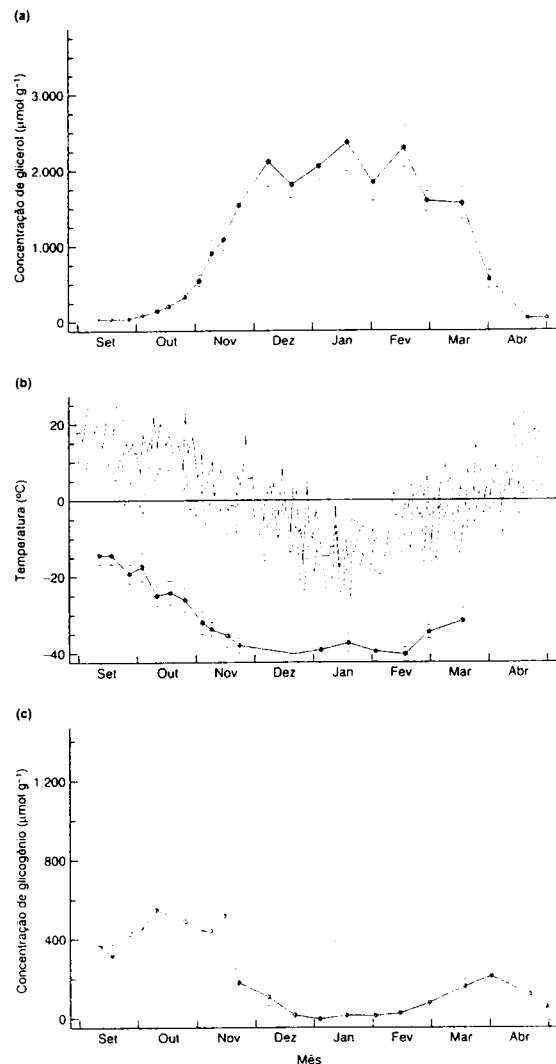 (a)
Concentração de glicerol (µmol g⁻¹)
3.000
2.000
1.000
0
Set Out Nov Dez Jan Fev Mar Abr
(b)
Temperatura (ºC)
20
0
−20
−40
Set Out Nov Dez Jan Fev Mar Abr
(c)
Concentração de glicogênio (µmol g⁻¹)
1.200
800
400
0
Set Out Nov Dez Jan Fev Mar Abr
Mês